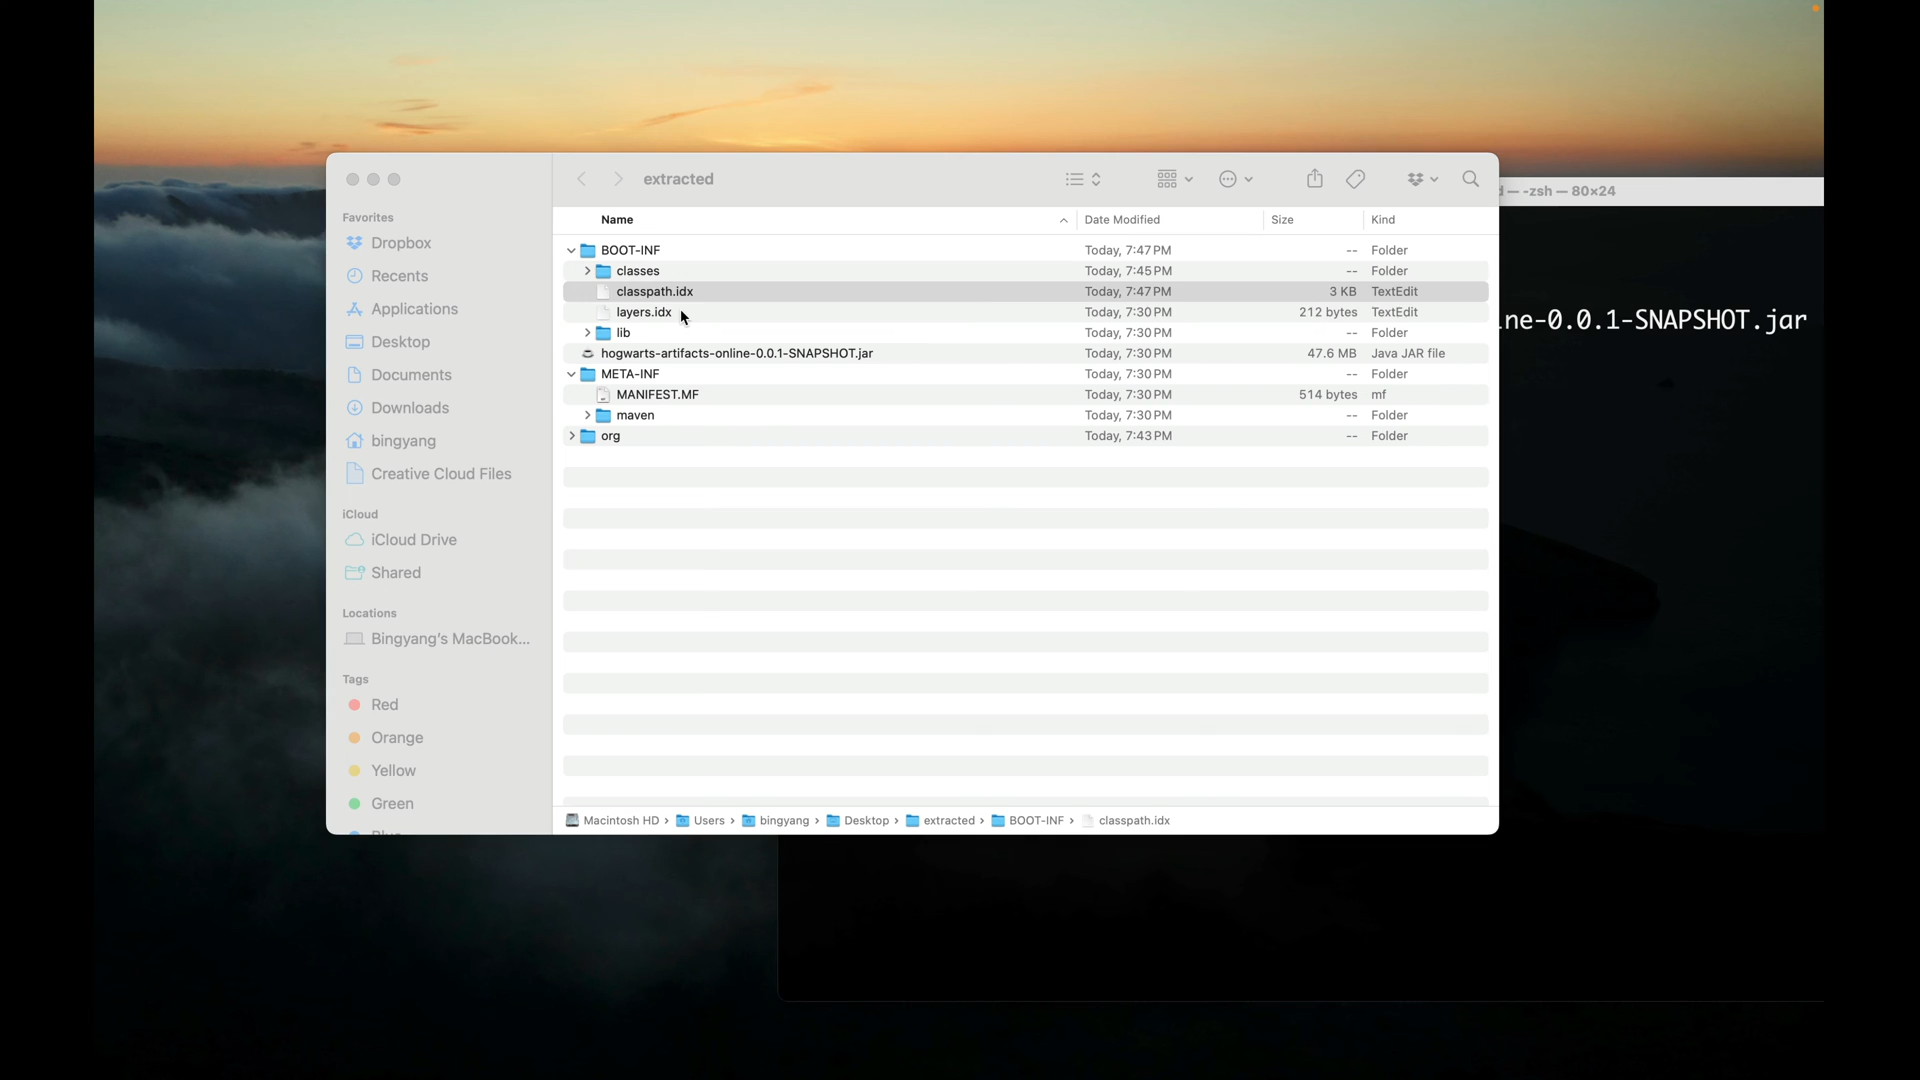 extracted
d — -zsh — 80×24
ine-0.0.1-SNAPSHOT.jar
Favorites
Dropbox
Recents
Applications
Desktop
Documents
Downloads
bingyang
Creative Cloud Files
iCloud
iCloud Drive
Shared
Locations
Bingyang's MacBook...
Tags
Red
Orange
Yellow
Green
Name Date Modified Size Kind
BOOT-INF Today, 7:47 PM -- Folder
classes Today, 7:45 PM -- Folder
classpath.idx Today, 7:47 PM 3 KB TextEdit
layers.idx Today, 7:30 PM 212 bytes TextEdit
lib Today, 7:30 PM -- Folder
hogwarts-artifacts-online-0.0.1-SNAPSHOT.jar Today, 7:30 PM 47.6 MB Java JAR file
META-INF Today, 7:30 PM -- Folder
MANIFEST.MF Today, 7:30 PM 514 bytes mf
maven Today, 7:30 PM -- Folder
org Today, 7:43 PM -- Folder
Macintosh HD › Users › bingyang › Desktop › extracted › BOOT-INF › classpath.idx